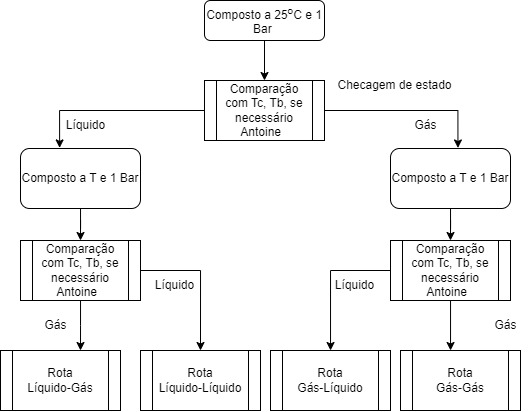 Composto a 25°C e 1
Bar
Comparação
com Tc, Tb, se
necessário
Antoine
Checagem de estado
Líquido
Gás
Composto a T e 1 Bar
Composto a T e 1 Bar
Comparação
com Tc, Tb, se
necessário
Antoine
Comparação
com Tc, Tb, se
necessário
Antoine
Gás
Líquido
Líquido
Gás
Rota
Líquido-Gás
Rota
Líquido-Líquido
Rota
Gás-Líquido
Rota
Gás-Gás